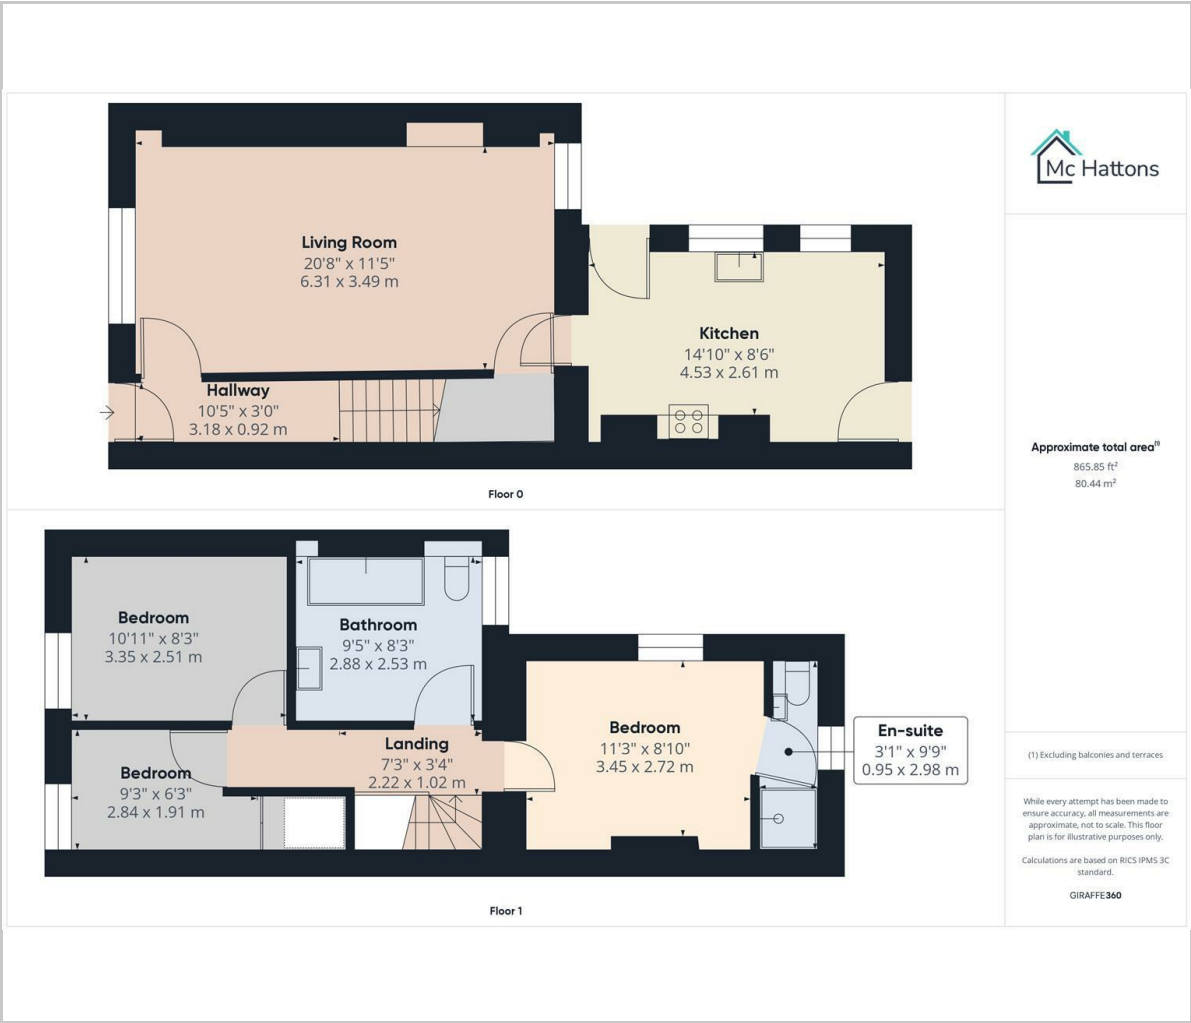 Living Room
20'8" x 11'5"
6.31 x 3.49 m
Hallway
10'5" x 3'0"
3.18 x 0.92 m
Kitchen
14'10" x 8'6"
4.53 x 2.61 m
Floor 0
Bedroom
10'11" x 8'3"
3.35 x 2.51 m
Bathroom
9'5" x 8'3"
2.88 x 2.53 m
Landing
7'3" x 3'4"
2.22 x 1.02 m
Bedroom
9'3" x 6'3"
2.84 x 1.91 m
Bedroom
11'3" x 8'10"
3.45 x 2.72 m
En-suite
3'1" x 9'9"
0.95 x 2.98 m
Floor 1
Mc Hattons
Approximate total area(1)
865.85 ft²
80.44 m²
(1) Excluding balconies and terraces
While every attempt has been made to
ensure accuracy, all measurements are
approximate, not to scale. This floor
plan is for illustrative purposes only.
Calculations are based on RICS IPMS 3C
standard.
GIRAFFE360